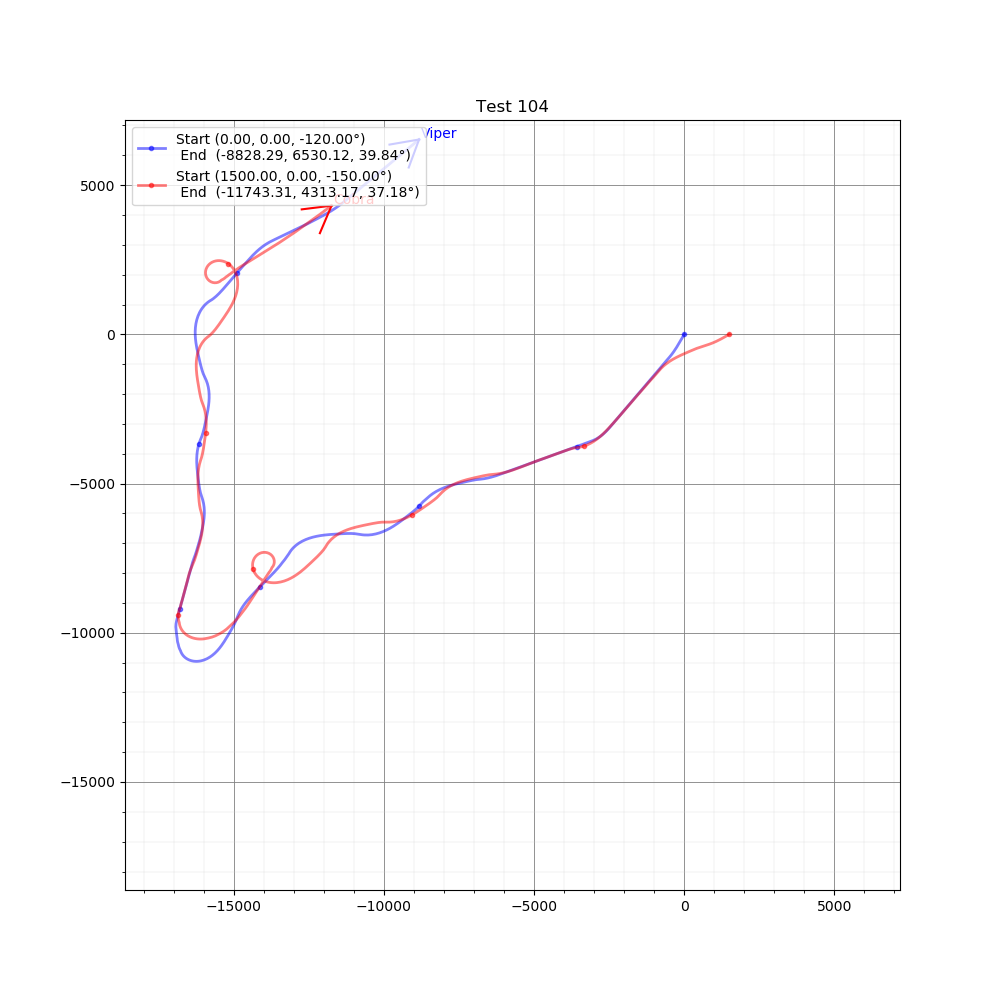 Test 104
Viper
Start (0.00, 0.00, -120.00°)
End (-8828.29, 6530.12, 39.84°)
Start (1500.00, 0.00, -150.00°)
End (-11743.31, 4313.17, 37.18°)
Cobra
5000
0
−5000
−10000
−15000
−15000 −10000 −5000 0 5000